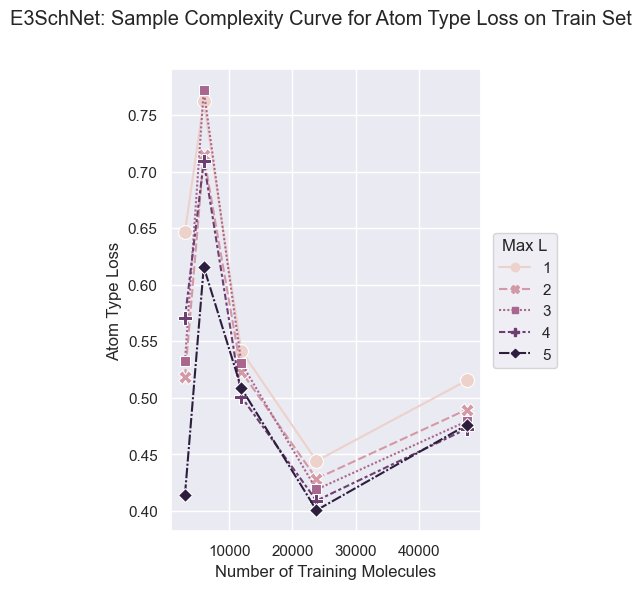 E3SchNet: Sample Complexity Curve for Atom Type Loss on Train Set
0.75
0.70
0.65
0.60
0.55
0.50
0.45
0.40
Atom Type Loss
10000 20000 30000 40000
Number of Training Molecules
Max L
1
2
3
4
5